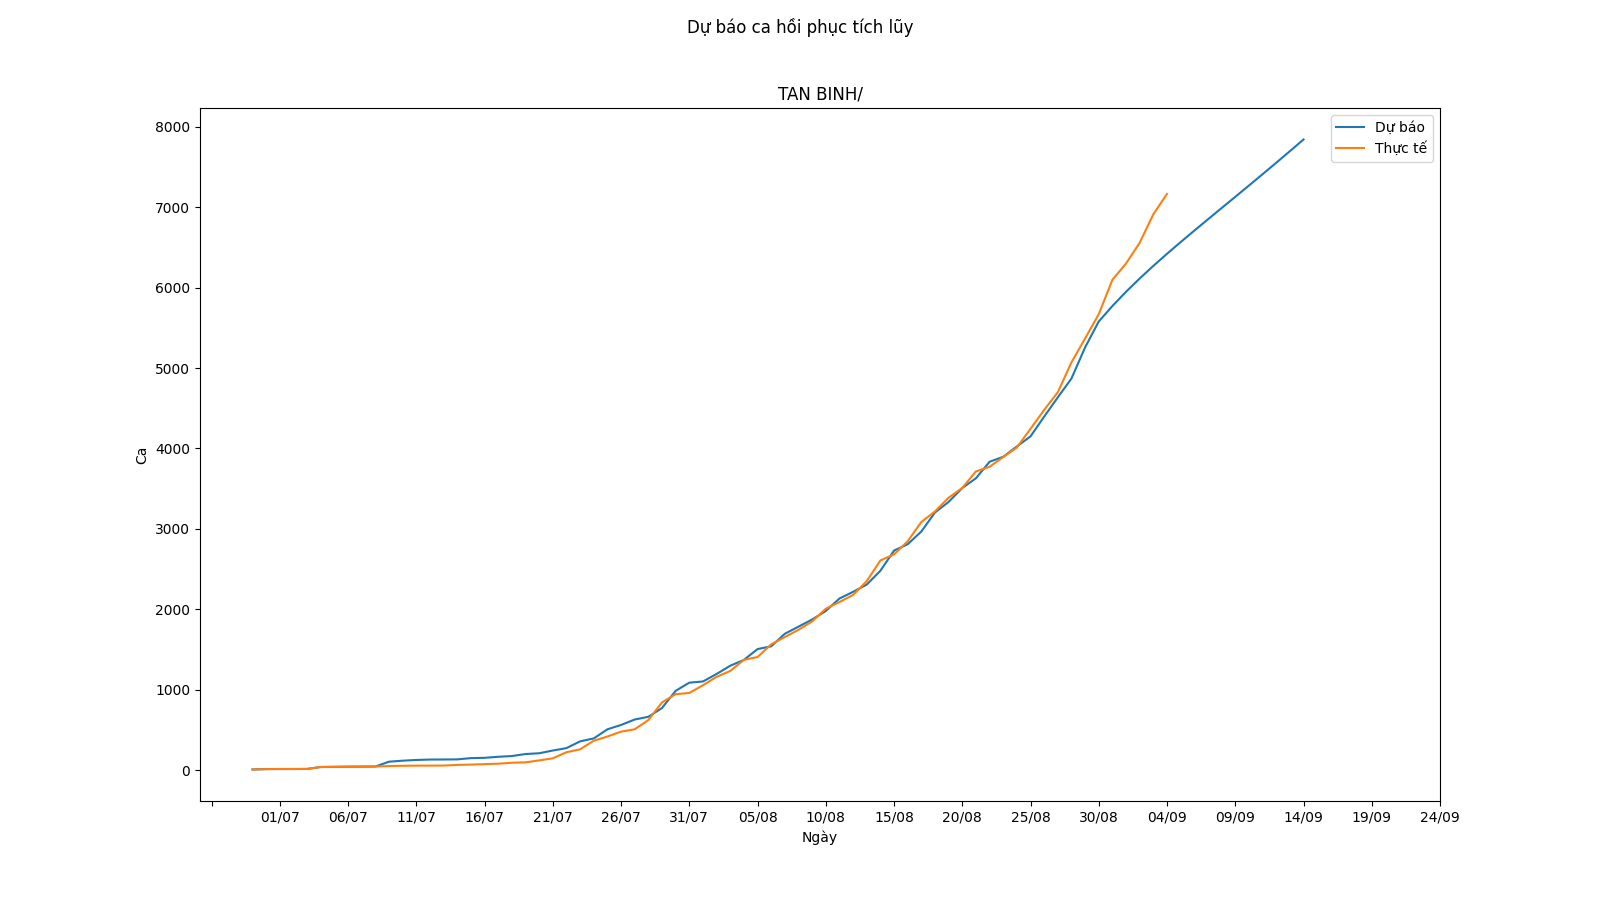 Dự báo ca hồi phục tích lũy
TAN BINH/
Dự báo
Thực tế
8000
7000
6000
5000
4000
3000
2000
1000
0
Ca
01/07 06/07 11/07 16/07 21/07 26/07 31/07 05/08 10/08 15/08 20/08 25/08 30/08 04/09 09/09 14/09 19/09 24/09
Ngày